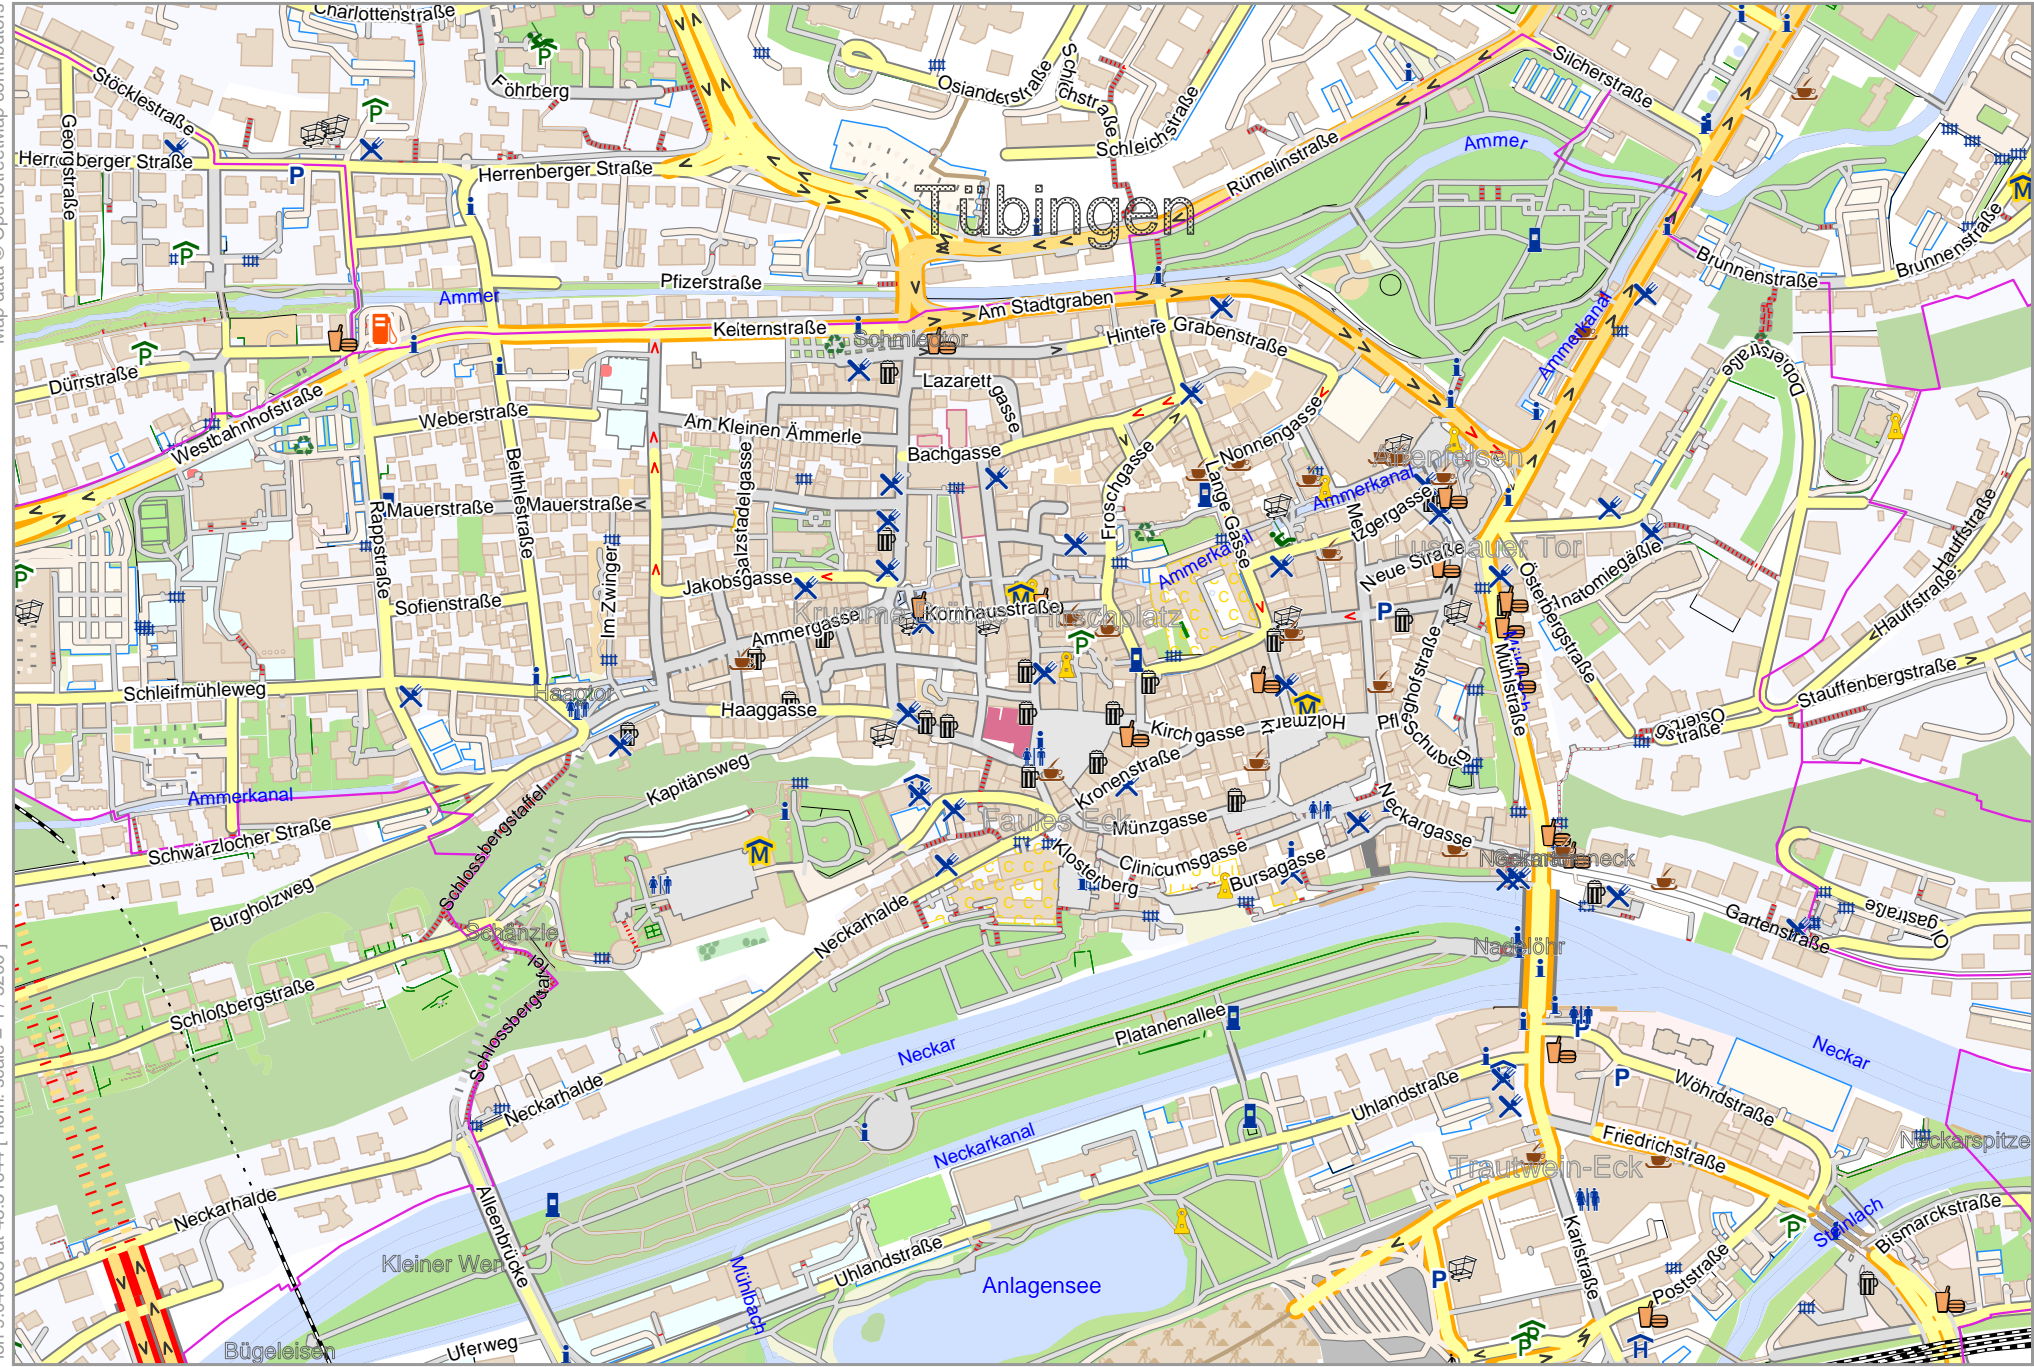 Charlottenstraße
Stöcklestraße
Föhrberg
Osianderstraße
Schlichstraße
Schleichstraße
Silcherstraße
Georgstraße
Herrenberger Straße
Herrenberger Straße
Rümelinstraße
Ammer
Tübingen
Brunnenstraße
Brunnenstraße
Pfizerstraße
Ammer
Am Stadtgraben
Kelternstraße
Schmiedtor
Hintere Grabenstraße
Ammerkanal
Doblerstraße
Dürrstraße
Lazarettgasse
Westbahnhofstraße
Weberstraße
Am Kleinen Ämmerle
Bachgasse
Nonnengasse
Belthlestraße
Salzstadelgasse
Froschgasse
Lange Gasse
Ammerkanal
Metzgergasse
Rappstraße
Mauerstraße
Mauerstraße
Lustnauer Tor
Hauffstraße
Hauffstraße
Ammerkanal
Neue Straße
Österbergstraße
Jakobsgasse
Sofienstraße
Im Zwinger
Ammergasse
Kornhausstraße
Hirschplatz
Mühlstraße
Schleifmühleweg
Haagtor
Haaggasse
Kirchgasse
Holzmarkt
Pfleghofstraße
Stauffenbergstraße
Kapitänsweg
Kronenstraße
Neckargasse
Ammerkanal
Schwärzlocher Straße
Schlossbergstaffel
Faules Eck
Münzgasse
Clinicumsgasse
Klosterberg
Bursagasse
Burgholzweg
Schänzle
Neckarhalde
Gartenstraße
Nadelöhr
Schloßbergstraße
Schlossbergstaffel
Platanenallee
Neckar
Neckar
Neckarhalde
Uhlandstraße
Wöhrdstraße
Neckarkanal
Friedrichstraße
Neckarspitze
Trautwein-Eck
Neckarhalde
Alleenbrücke
Karlstraße
Steinlach
Bismarckstraße
Uhlandstraße
Poststraße
Mühlbach
Anlagensee
Uferweg
Bügeleisen